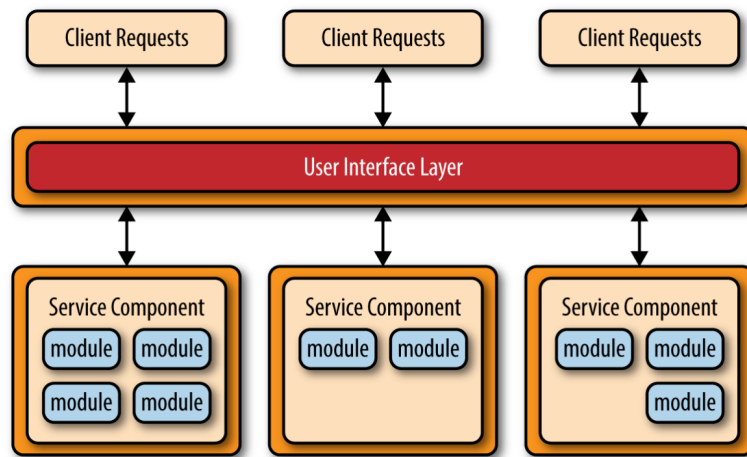 Client Requests
Client Requests
Client Requests
User Interface Layer
Service Component
module module
module module
Service Component
module module
Service Component
module module
module